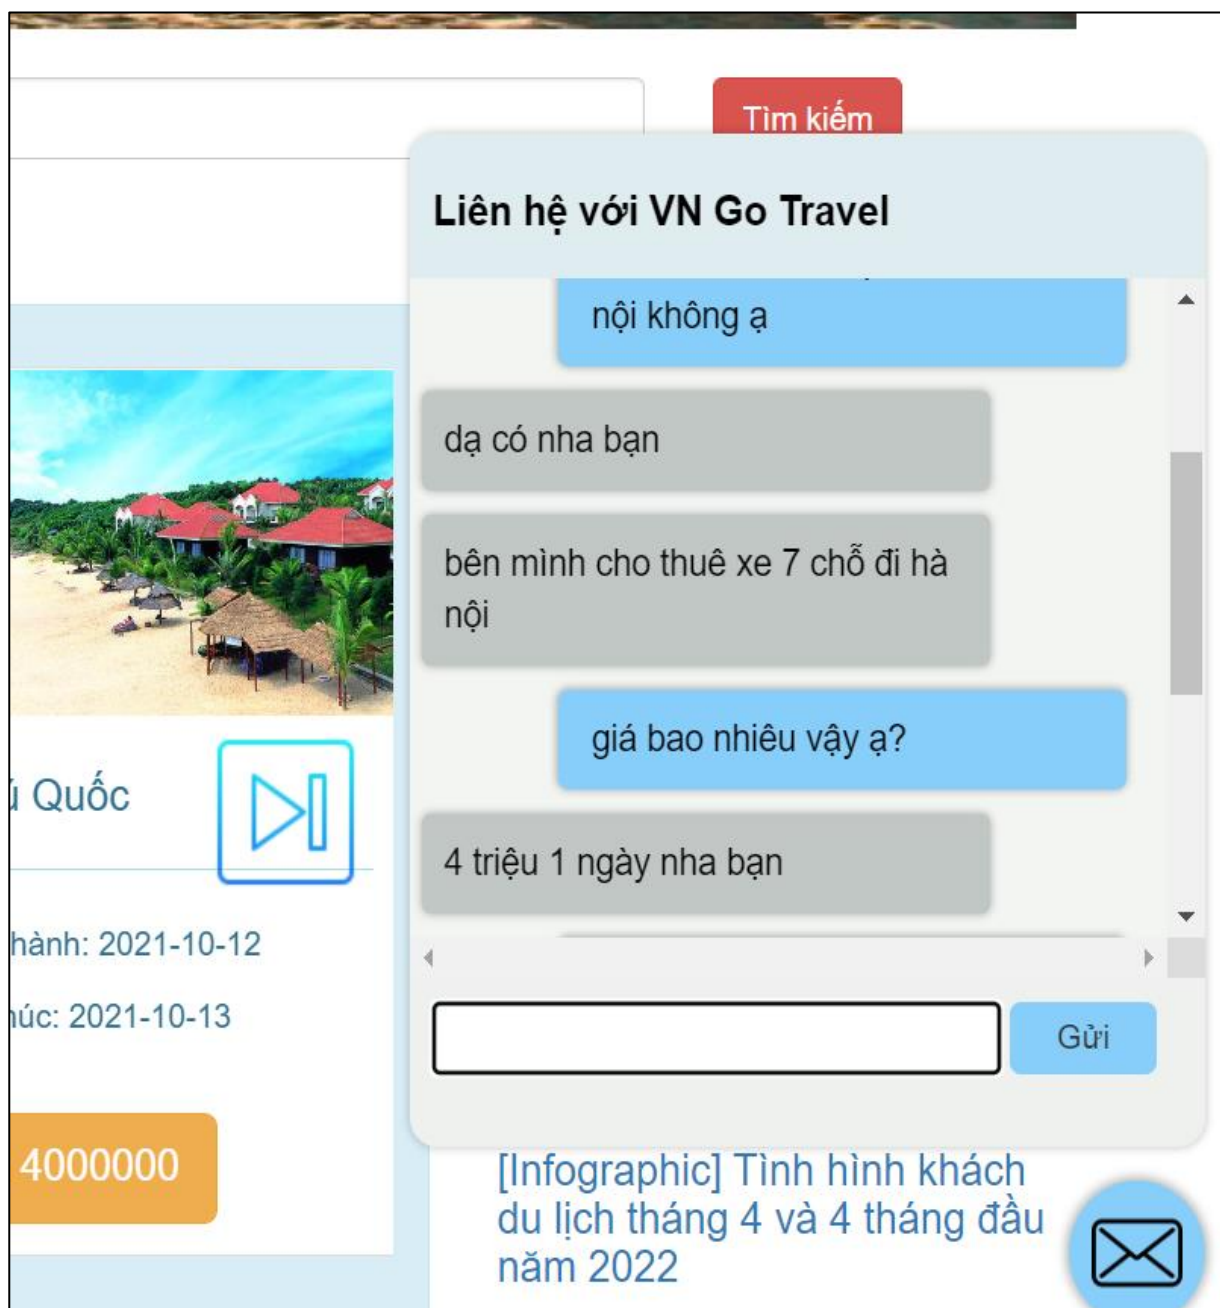 Tìm kiếm
Liên hệ với VN Go Travel
nội không ạ
dạ có nha bạn
bên mình cho thuê xe 7 chỗ đi hà
nội
giá bao nhiêu vậy ạ?
4 triệu 1 ngày nha bạn
Gửi
Quốc
hành: 2021-10-12
húc: 2021-10-13
4000000
[Infographic] Tình hình khách
du lịch tháng 4 và 4 tháng đầu
năm 2022